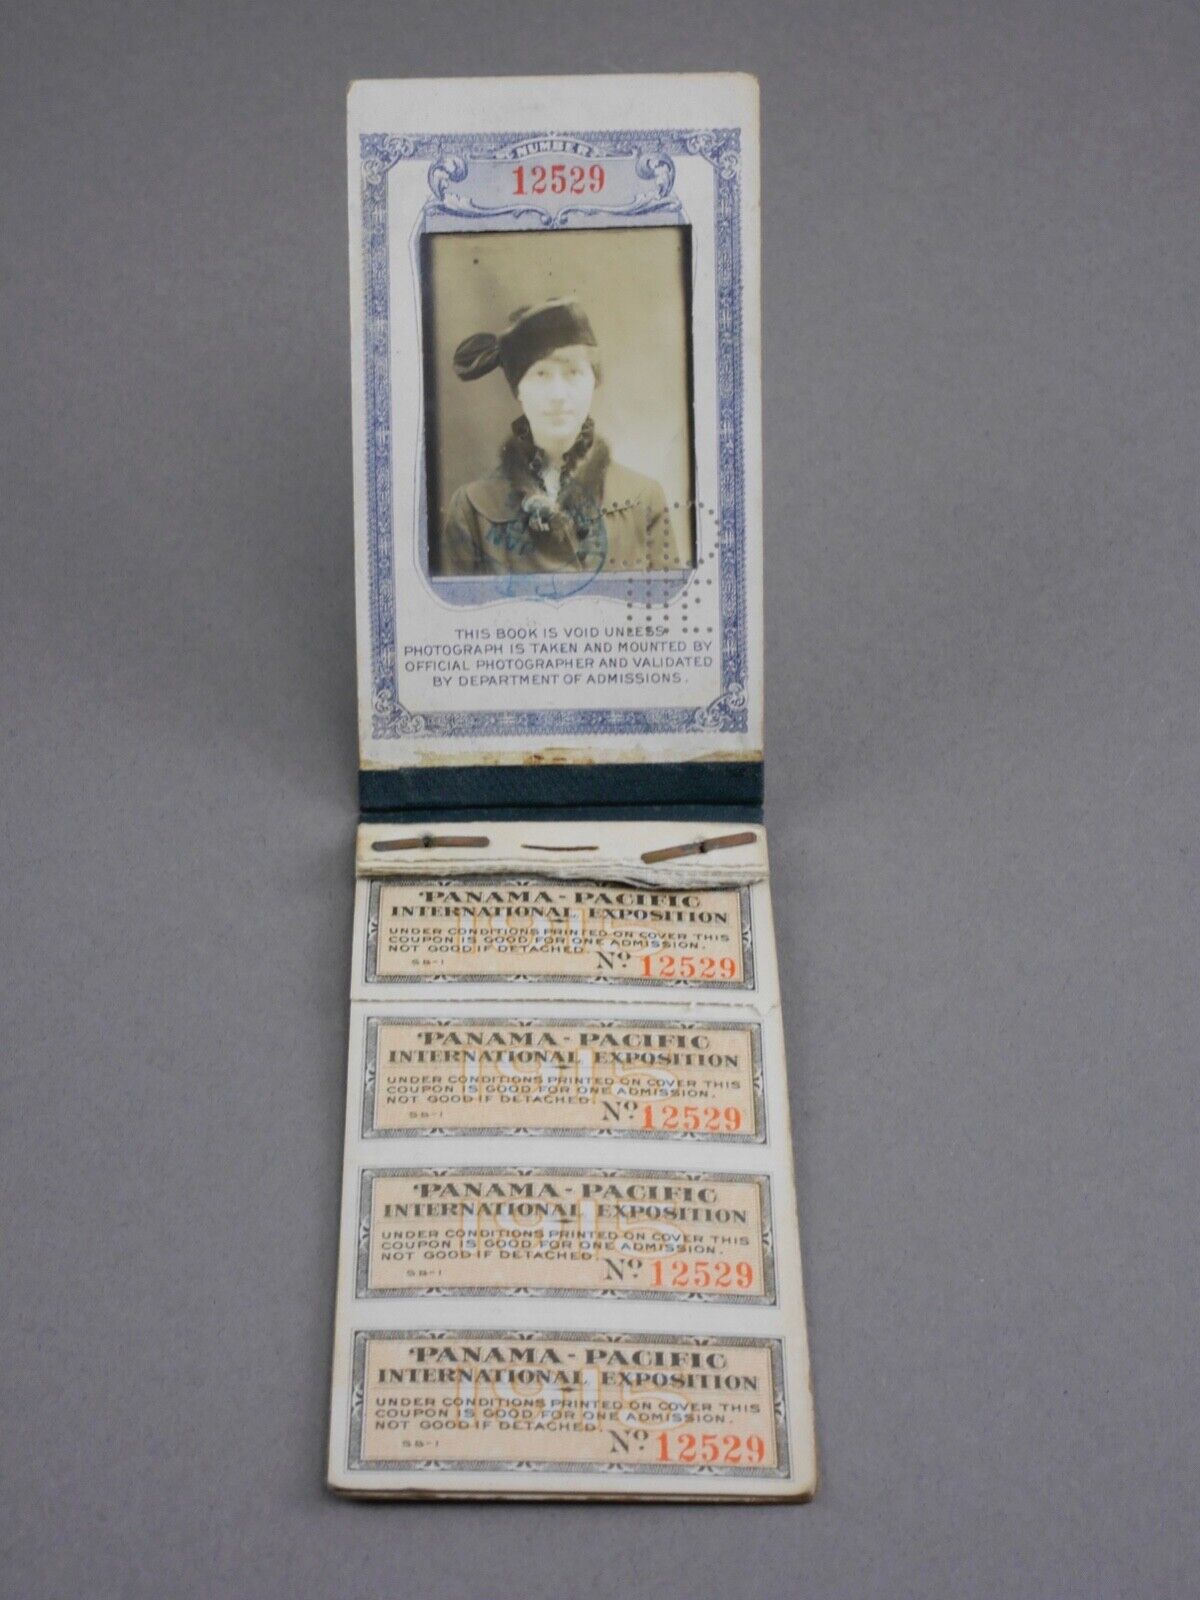 NUMBER
12529
THIS BOOK IS VOID UNLESS
PHOTOGRAPH IS TAKEN AND MOUNTED BY
OFFICIAL PHOTOGRAPHER AND VALIDATED
BY DEPARTMENT OF ADMISSIONS.
PANAMA-PACIFIC
INTERNATIONAL EXPOSITION
1915
UNDER CONDITIONS PRINTED ON COVER THIS
COUPON IS GOOD FOR ONE ADMISSION.
NOT GOOD IF DETACHED.
SB-1 No. 12529
PANAMA-PACIFIC
INTERNATIONAL EXPOSITION
1915
UNDER CONDITIONS PRINTED ON COVER THIS
COUPON IS GOOD FOR ONE ADMISSION.
NOT GOOD IF DETACHED.
SB-1 No. 12529
PANAMA-PACIFIC
INTERNATIONAL EXPOSITION
1915
UNDER CONDITIONS PRINTED ON COVER THIS
COUPON IS GOOD FOR ONE ADMISSION.
NOT GOOD IF DETACHED.
SB-1 No. 12529
PANAMA-PACIFIC
INTERNATIONAL EXPOSITION
1915
UNDER CONDITIONS PRINTED ON COVER THIS
COUPON IS GOOD FOR ONE ADMISSION.
NOT GOOD IF DETACHED.
SB-1 No. 12529